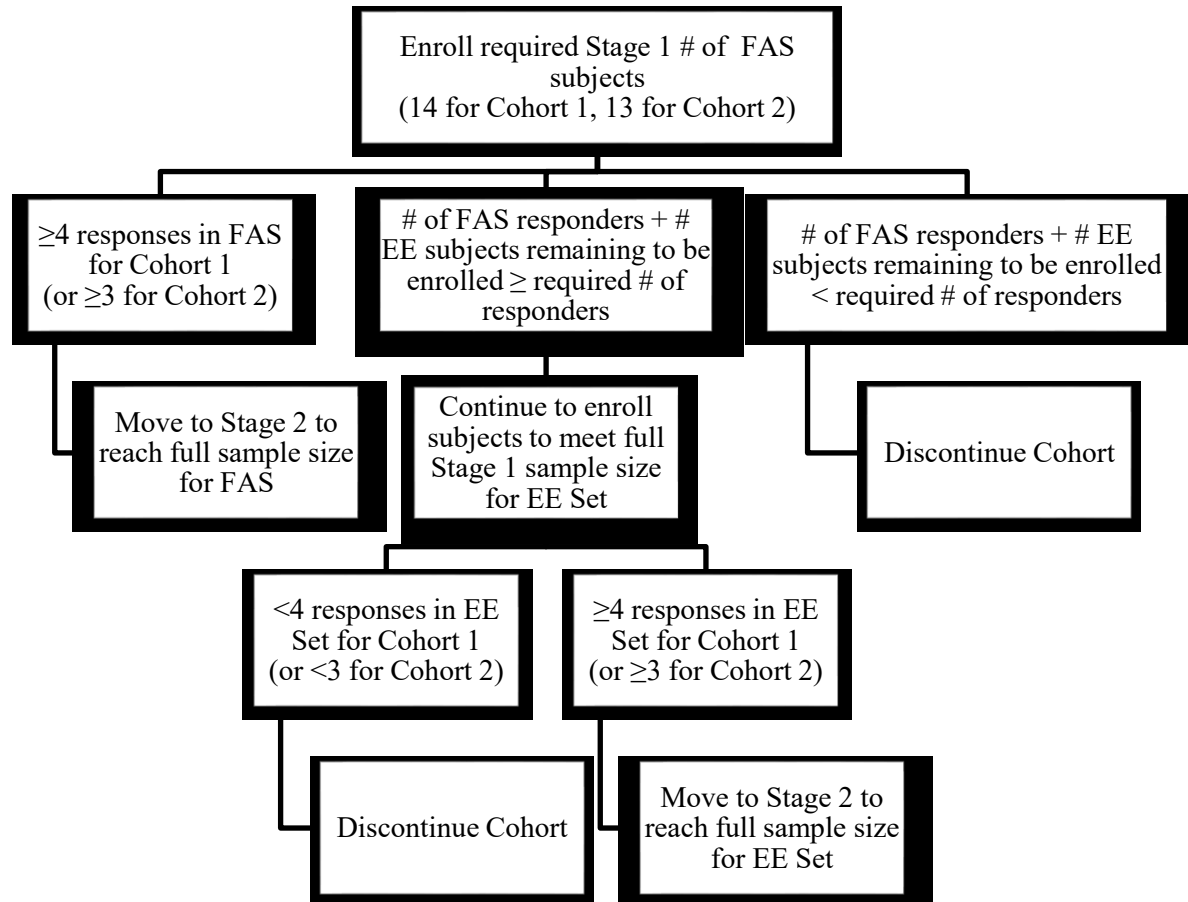 Enroll required Stage 1 # of FAS
subjects
(14 for Cohort 1, 13 for Cohort 2)
≥4 responses in FAS
for Cohort 1
(or ≥3 for Cohort 2)
# of FAS responders + #
EE subjects remaining to be
enrolled ≥ required # of
responders
# of FAS responders + # EE
subjects remaining to be enrolled
< required # of responders
Move to Stage 2 to
reach full sample size
for FAS
Continue to enroll
subjects to meet full
Stage 1 sample size
for EE Set
Discontinue Cohort
<4 responses in EE
Set for Cohort 1
(or <3 for Cohort 2)
≥4 responses in EE
Set for Cohort 1
(or ≥3 for Cohort 2)
Discontinue Cohort
Move to Stage 2 to
reach full sample size
for EE Set